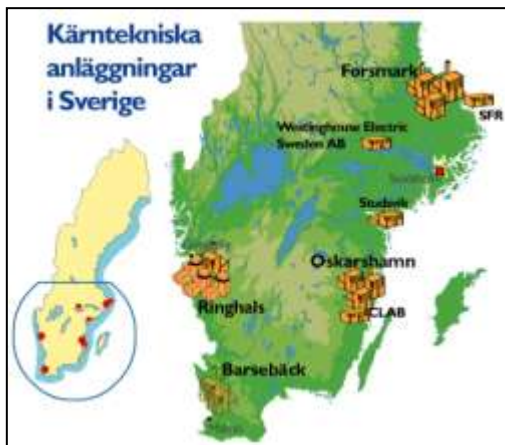 Kärntekniska
anläggningar
i Sverige
Forsmark
SFR
Westinghouse Electric
Sweden AB
Studsvik
Oskarshamn
CLAB
Ringhals
Barsebäck